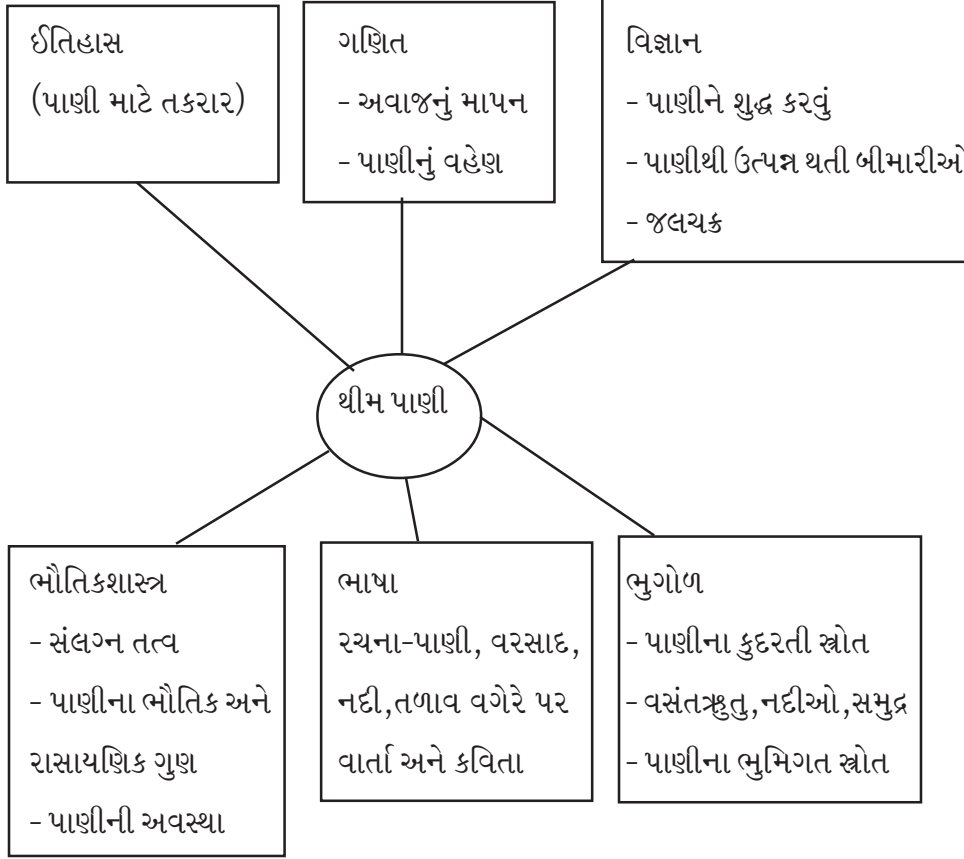 ઈતિહાસ
(પાણી માટે તકરાર)
ગણિત
- અવાજનું માપન
- પાણીનું વહેણ
વિજ્ઞાન
- પાણીને શુદ્ધ કરવું
- પાણીથી ઉત્પન્ન થતી બીમારીઓ
- જલચક્ર
થીમ પાણી
ભૌતિકશાસ્ત્ર
- સંલગ્ન તત્વ
- પાણીના ભૌતિક અને
રાસાયણિક ગુણ
- પાણીની અવસ્થા
ભાષા
રચના-પાણી, વરસાદ,
નદી,તળાવ વગેરે પર
વાર્તા અને કવિતા
ભુગોળ
- પાણીના કુદરતી સ્ત્રોત
- વસંતઋતુ,નદીઓ,સમુદ્ર
- પાણીના ભુમિગત સ્ત્રોત